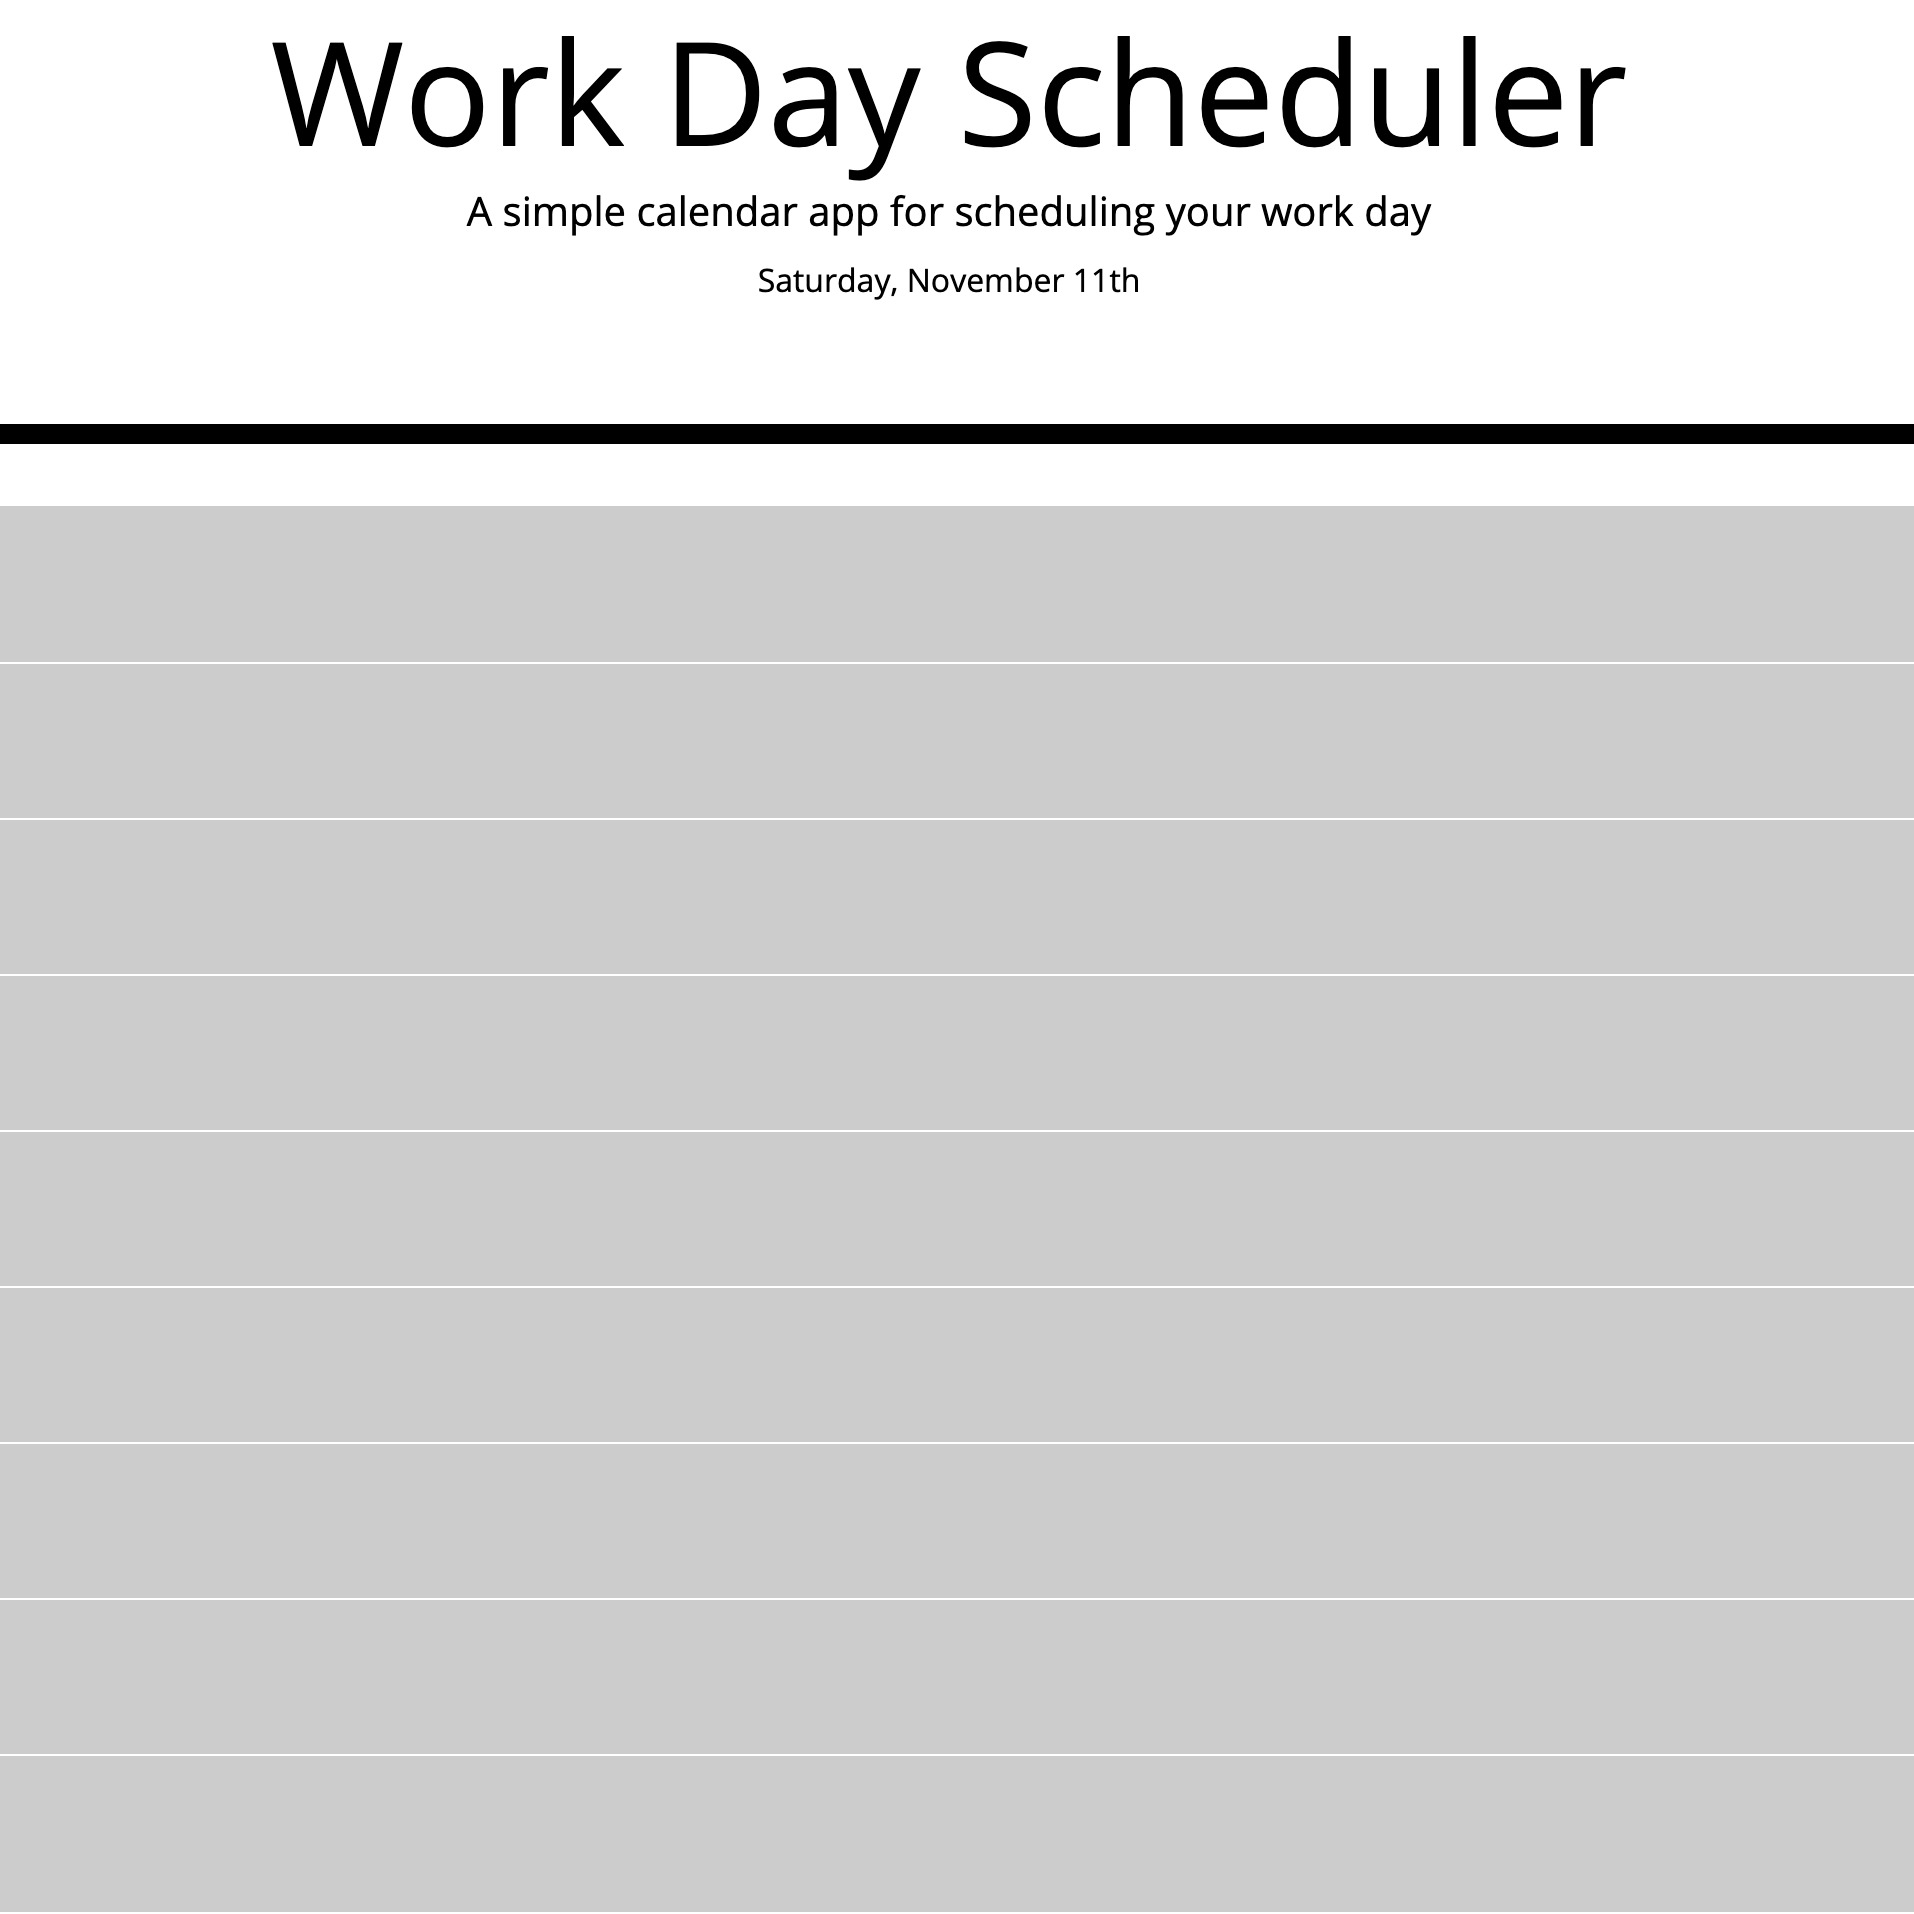 Work Day Scheduler
A simple calendar app for scheduling your work day
Saturday, November 11th